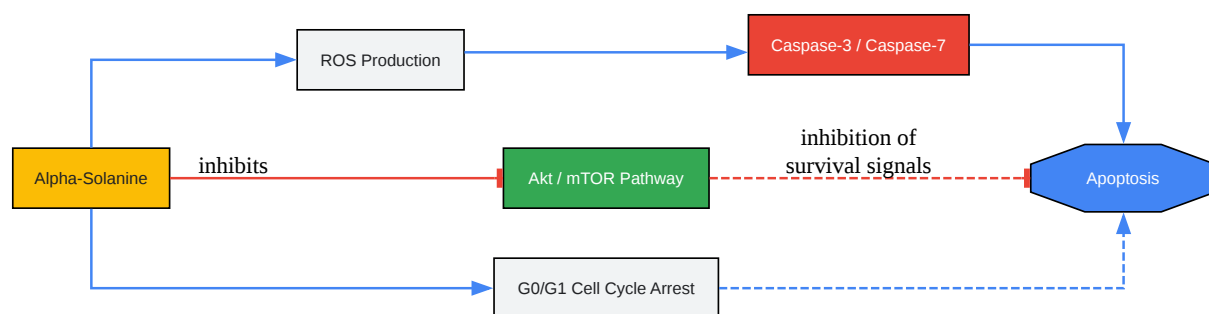 ROS Production
Caspase-3 / Caspase-7
Alpha-Solanine
inhibits
Akt / mTOR Pathway
inhibition of
survival signals
Apoptosis
G0/G1 Cell Cycle Arrest